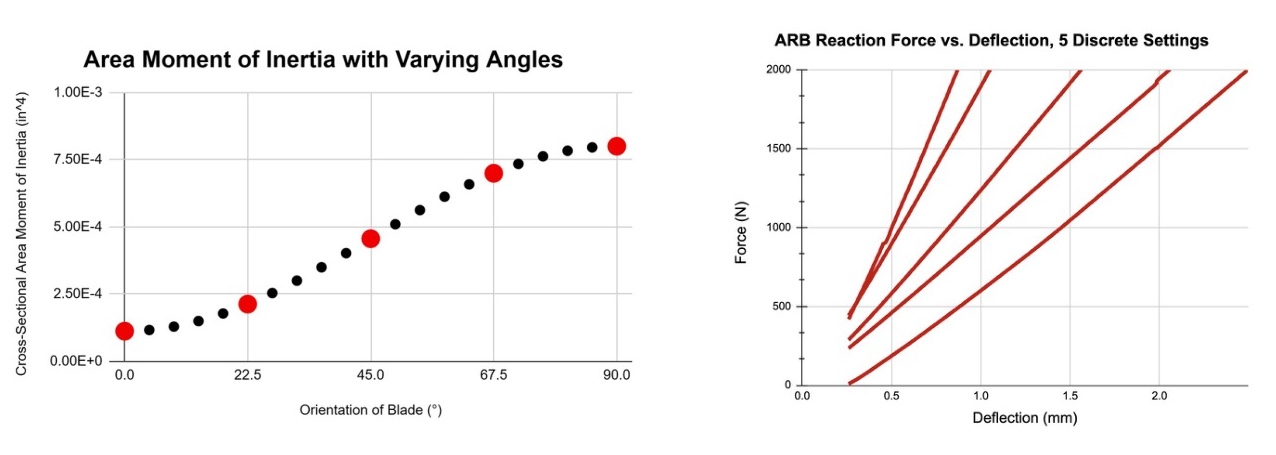 Area Moment of Inertia with Varying Angles
Cross-Sectional Area Moment of Inertia (in^4)
1.00E-3
7.50E-4
5.00E-4
2.50E-4
0.00E+0
0.0 22.5 45.0 67.5 90.0
Orientation of Blade (°)
ARB Reaction Force vs. Deflection, 5 Discrete Settings
Force (N)
2000
1500
1000
500
0
0.0 0.5 1.0 1.5 2.0
Deflection (mm)